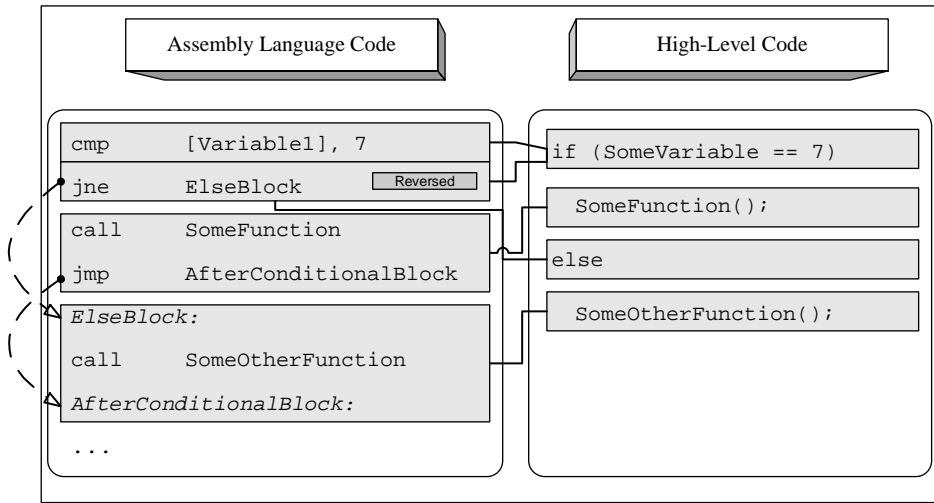 Assembly Language Code
High-Level Code
cmp [Variable1], 7
jne ElseBlock Reversed
call SomeFunction
jmp AfterConditionalBlock
ElseBlock:
call SomeOtherFunction
AfterConditionalBlock:
...
if (SomeVariable == 7)
SomeFunction();
else
SomeOtherFunction();